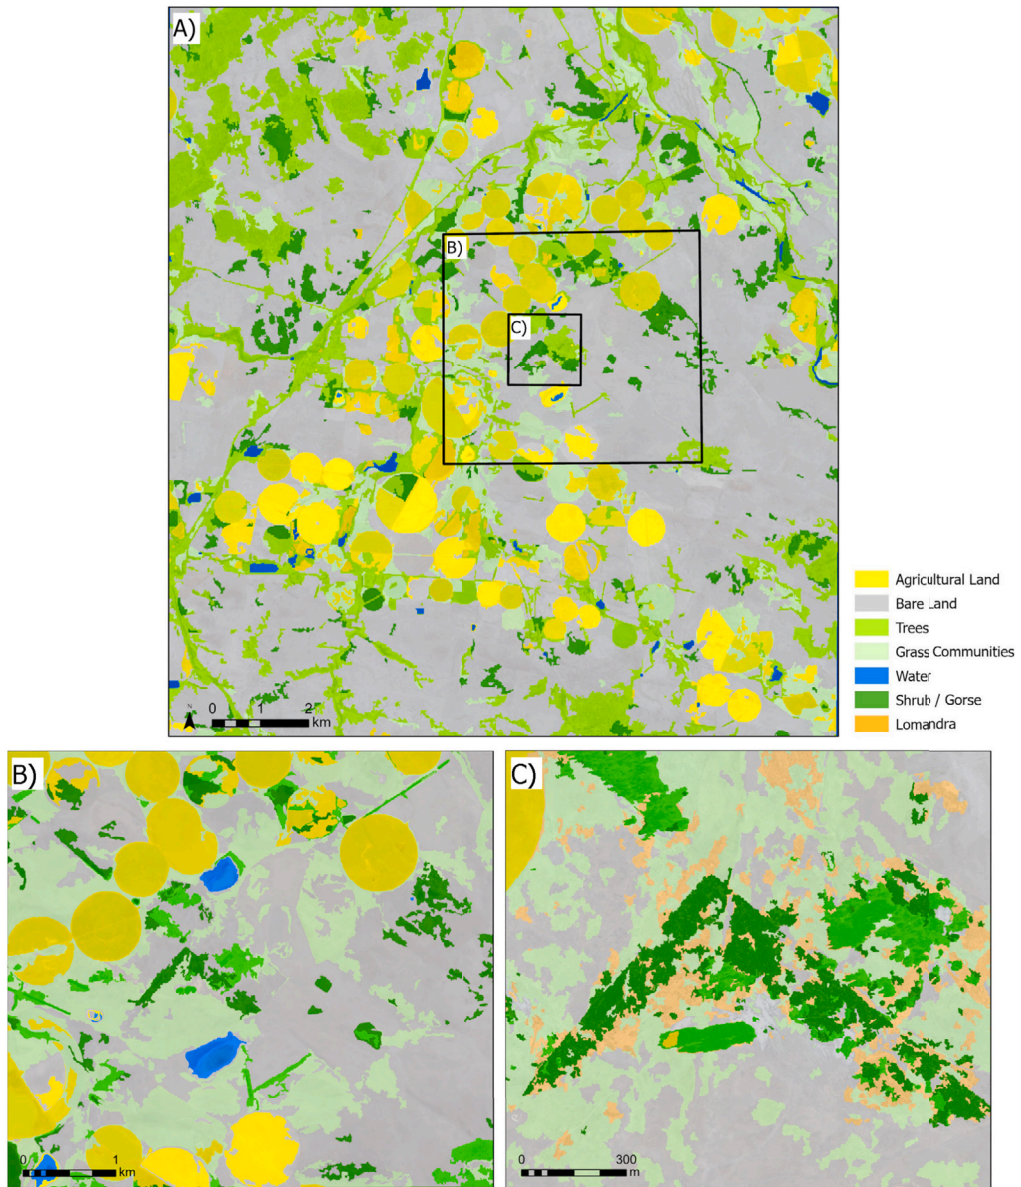 A)
B)
C)
N
0 1 2
km
Agricultural Land
Bare Land
Trees
Grass Communities
Water
Shrub / Gorse
Lomandra
B)
0 1
km
C)
0 300
m